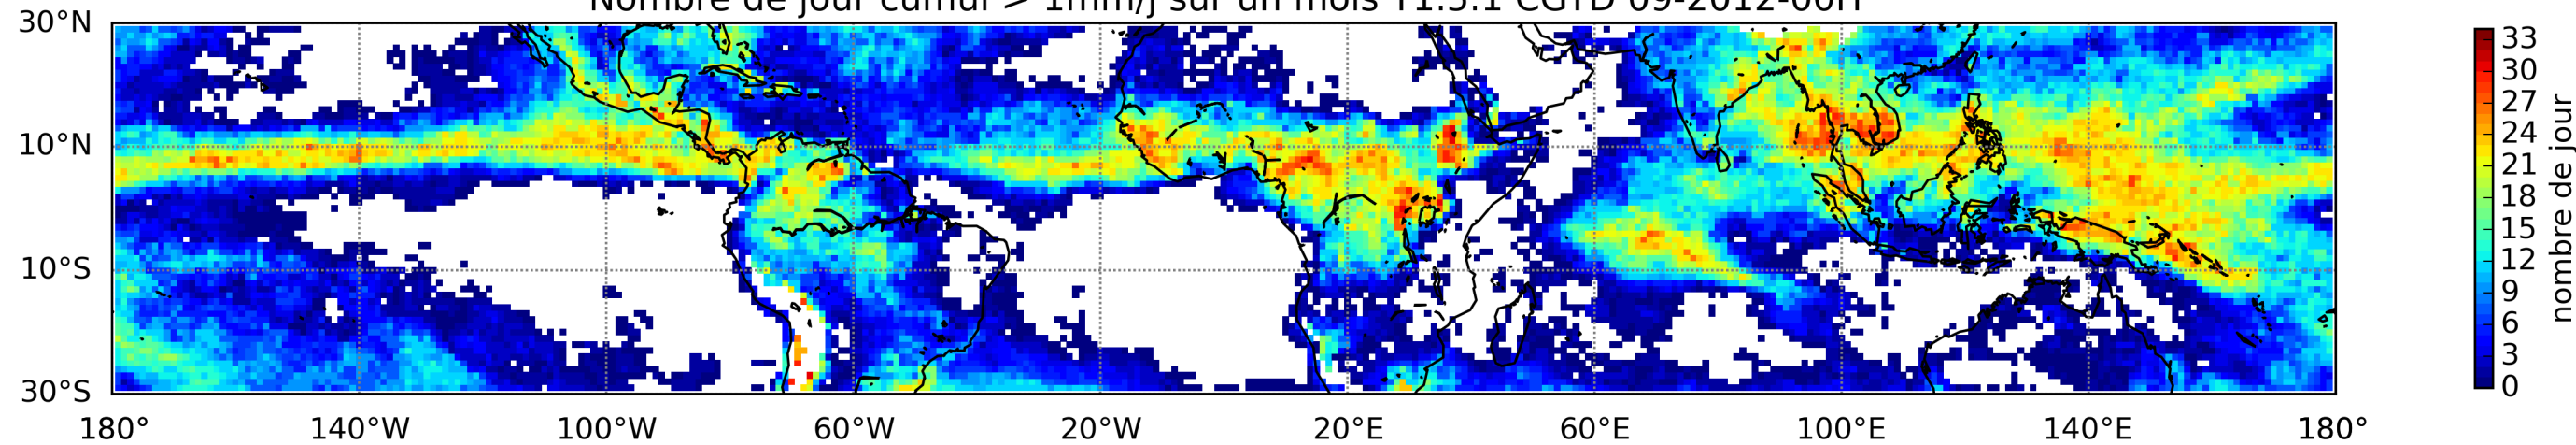 Nombre de jour cumul > 1mm/j sur un mois T1.5.1 CGTD 09-2012-00H
30°N
10°N
10°S
30°S
180° 140°W 100°W 60°W 20°W 20°E 60°E 100°E 140°E 180°
33
30
27
24
21
18
15
12
9
6
3
0
nombre de jour